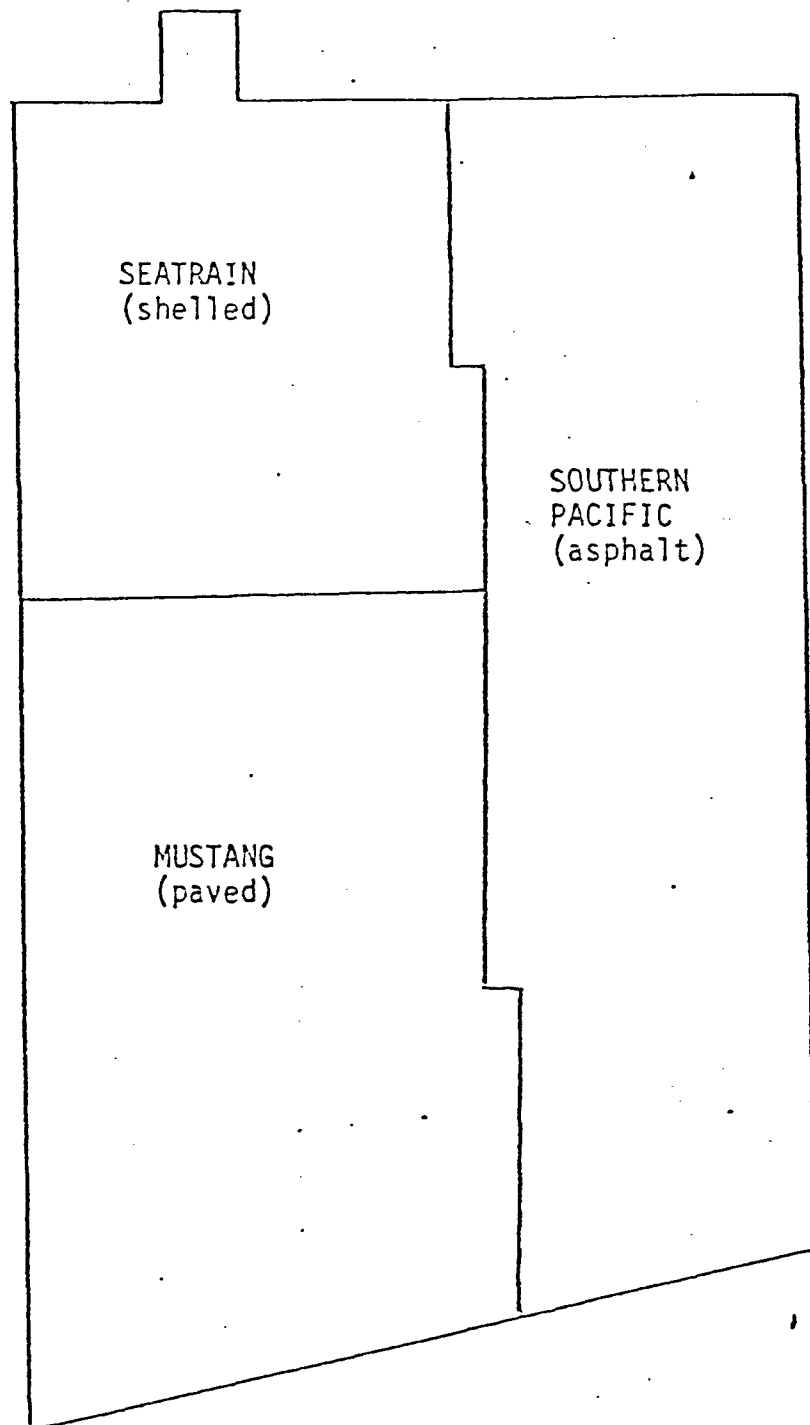 SEATRAIN
(shelled)
SOUTHERN
PACIFIC
(asphalt)
MUSTANG
(paved)